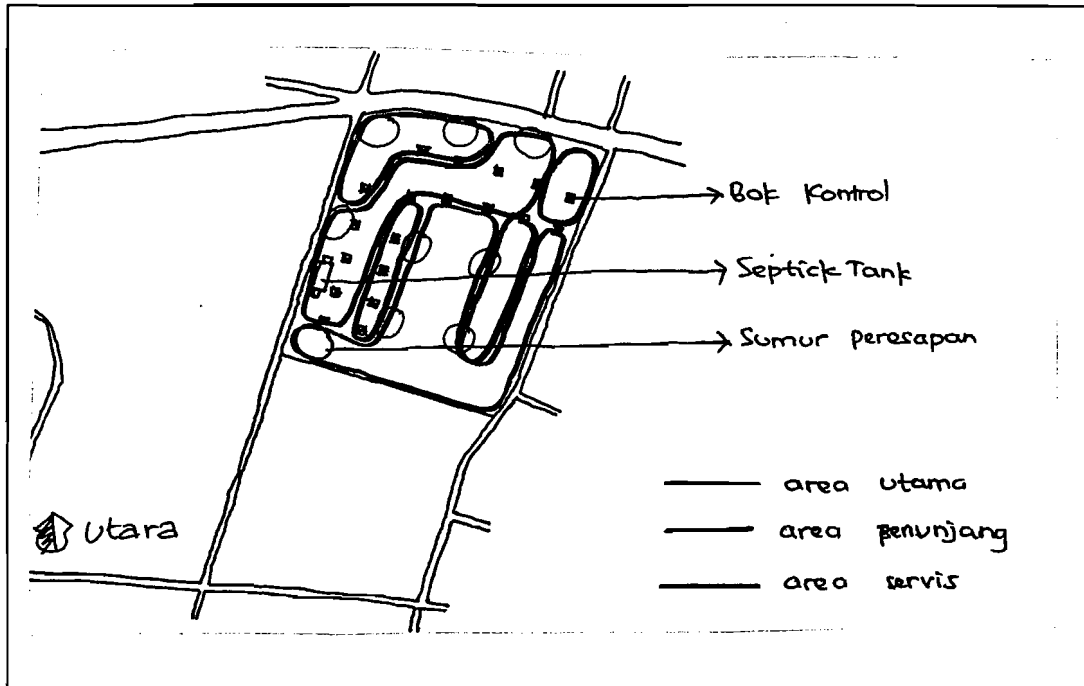 Bok Kontrol
Septick Tank
Sumur peresapan
area utama
utara
area penunjang
area servis